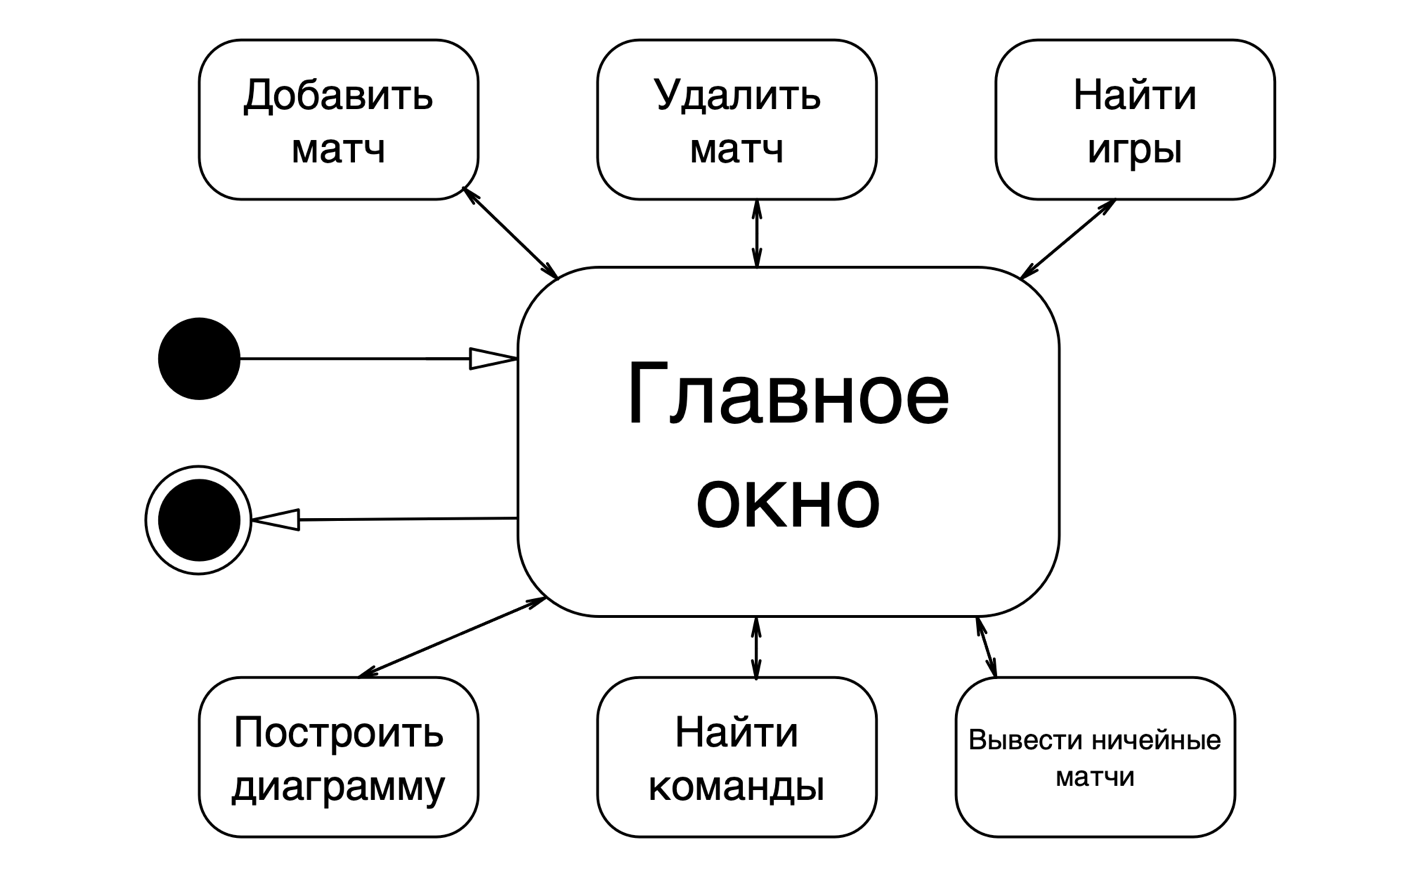 Добавить
матч
Удалить
матч
Найти
игры
Главное
окно
Построить
диаграмму
Найти
команды
Вывести ничейные
матчи